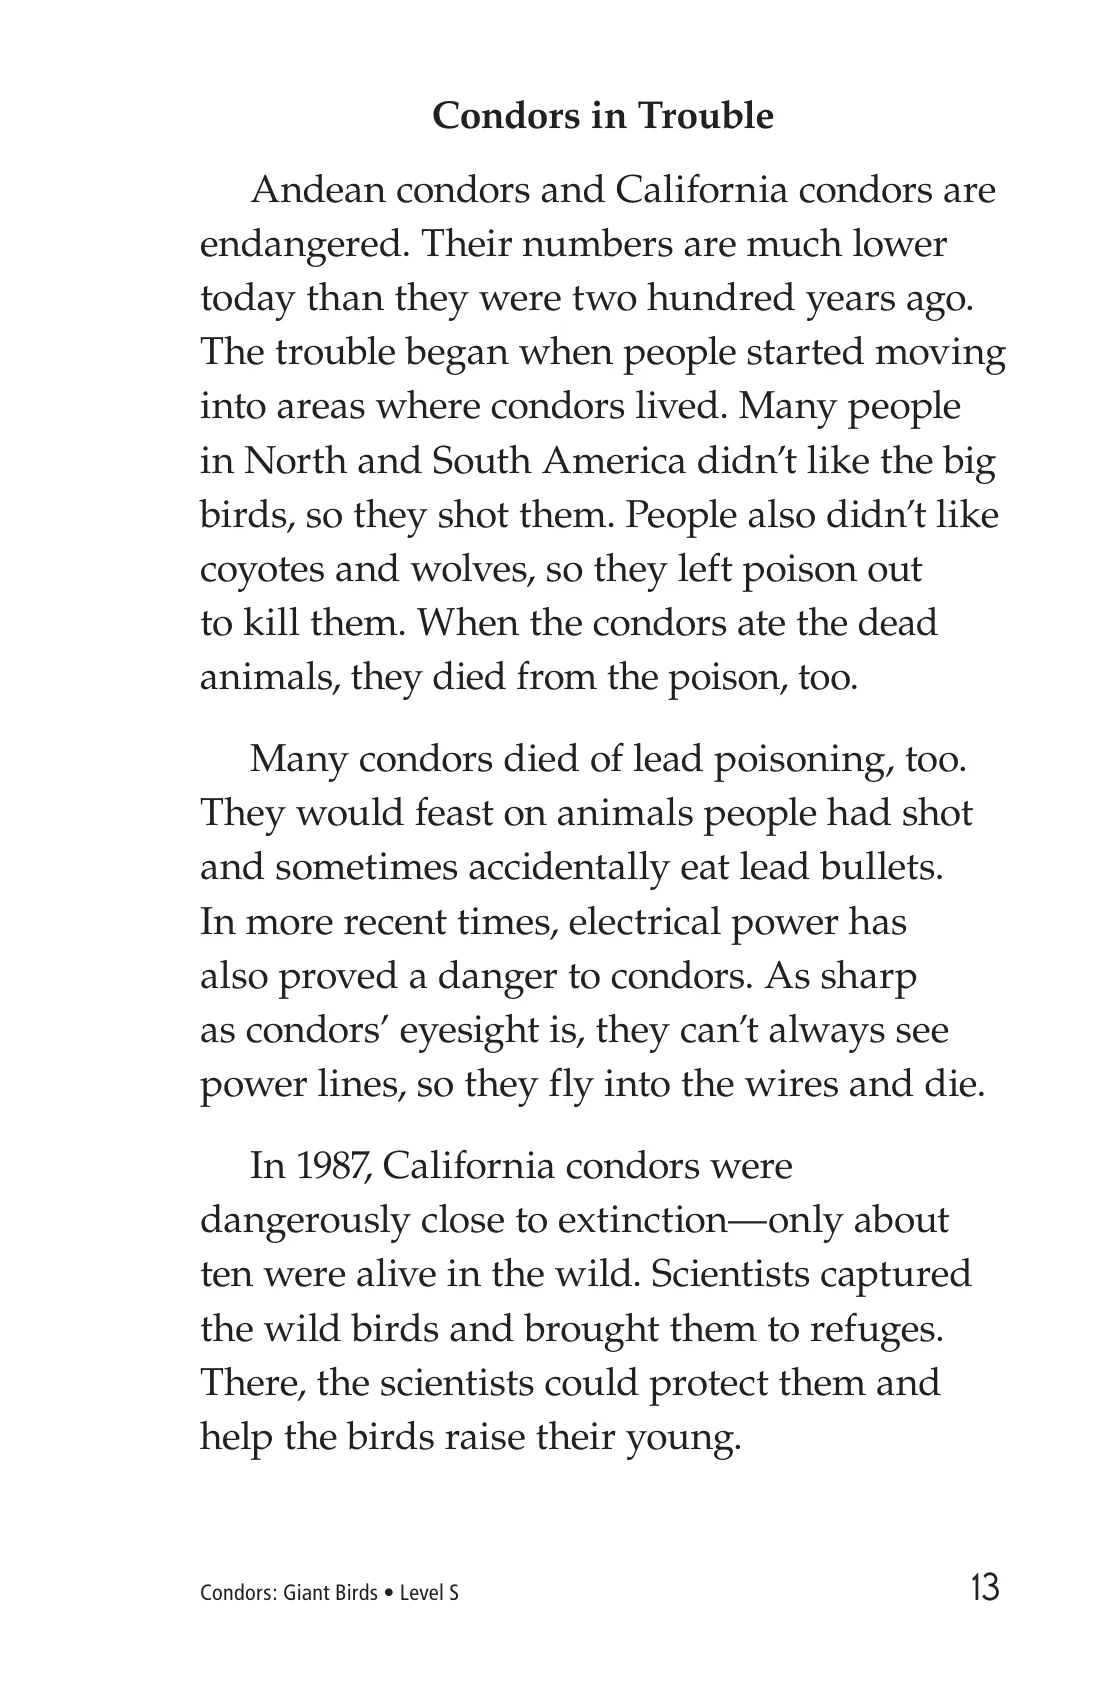 Condors in Trouble
Andean condors and California condors are
endangered. Their numbers are much lower
today than they were two hundred years ago.
The trouble began when people started moving
into areas where condors lived. Many people
in North and South America didn’t like the big
birds, so they shot them. People also didn’t like
coyotes and wolves, so they left poison out
to kill them. When the condors ate the dead
animals, they died from the poison, too.
Many condors died of lead poisoning, too.
They would feast on animals people had shot
and sometimes accidentally eat lead bullets.
In more recent times, electrical power has
also proved a danger to condors. As sharp
as condors’ eyesight is, they can’t always see
power lines, so they fly into the wires and die.
In 1987, California condors were
dangerously close to extinction—only about
ten were alive in the wild. Scientists captured
the wild birds and brought them to refuges.
There, the scientists could protect them and
help the birds raise their young.
Condors: Giant Birds • Level S 13